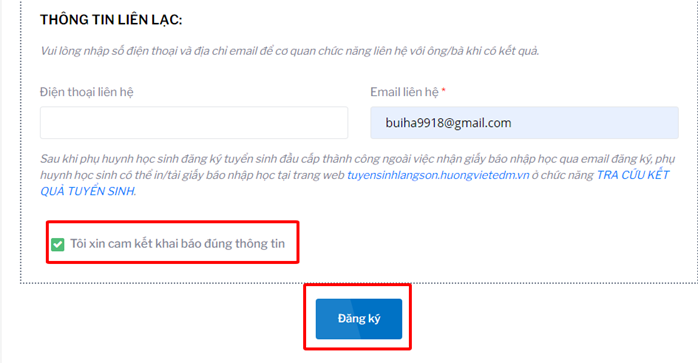 THÔNG TIN LIÊN LẠC:
Vui lòng nhập số điện thoại và địa chỉ email để cơ quan chức năng liên hệ với ông/bà khi có kết quả.
Điện thoại liên hệ
Email liên hệ *
buiha9918@gmail.com
Sau khi phụ huynh học sinh đăng ký tuyển sinh đầu cấp thành công ngoài việc nhận giấy báo nhập học qua email đăng ký, phụ
huynh học sinh có thể in/tải giấy báo nhập học tại trang web tuyensinhlangson.huongvietedm.vn ở chức năng TRA CỨU KẾT
QUẢ TUYỂN SINH.
Tôi xin cam kết khai báo đúng thông tin
Đăng ký